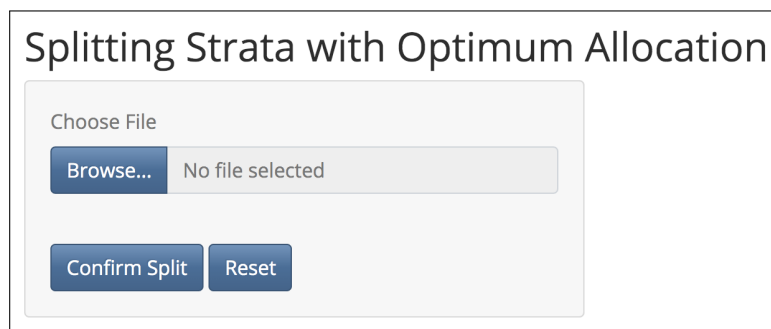 Splitting Strata with Optimum Allocation
Choose File
Browse... No file selected
Confirm Split Reset